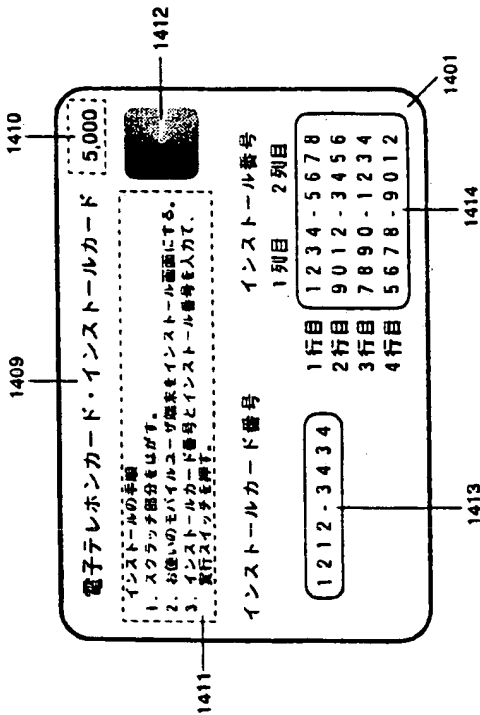 1409
1410
電子テレホンカード・インストールカード
5,000
1412
インストールの手順
1. スクラッチ部分をはがす。
2. お使いのモバイルユーザ端末をインストール画面にする。
3. インストールカード番号とインストール番号を入力て、
実行スイッチを押す。
1411
インストールカード番号
インストール番号
1列目 2列目
1212-3434
1行目 1234-5678
2行目 9012-3456
3行目 7890-1234
4行目 5678-9012
1401
1413
1414